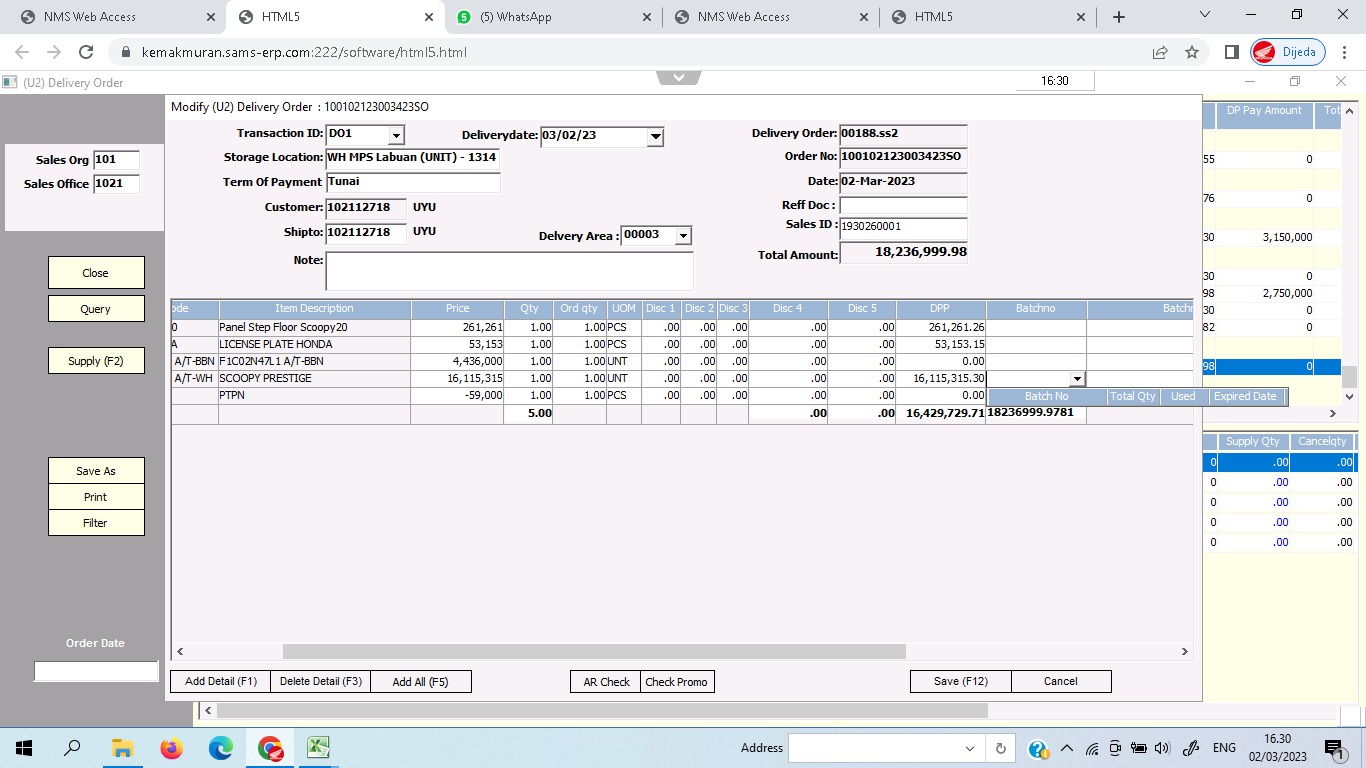 NMS Web Access
HTML5
(5) WhatsApp
NMS Web Access
HTML5
kemakmuran.sams-erp.com:222/software/html5.html
Dijeda
(U2) Delivery Order
16:30
Modify (U2) Delivery Order : 100102123003423SO
Transaction ID: DO1
Deliverydate: 03/02/23
Delivery Order: 00188.ss2
Storage Location: WH MPS Labuan (UNIT) - 1314
Order No: 100102123003423SO
Term Of Payment Tunai
Date: 02-Mar-2023
Customer: 102112718 UYU
Reff Doc :
Shipto: 102112718 UYU
Delvery Area : 00003
Sales ID : 1930260001
Note:
Total Amount: 18,236,999.98
Sales Org 101
Sales Office 1021
Close
Query
Supply (F2)
Save As
Print
Filter
Order Date
ode Item Description Price Qty Ord qty UOM Disc 1 Disc 2 Disc 3 Disc 4 Disc 5 DPP Batchno Batchn
0 Panel Step Floor Scoopy20 261,261 1.00 1.00 PCS .00 .00 .00 .00 .00 261,261.26
A LICENSE PLATE HONDA 53,153 1.00 1.00 PCS .00 .00 .00 .00 .00 53,153.15
A/T-BBN F1C02N47L1 A/T-BBN 4,436,000 1.00 1.00 UNT .00 .00 .00 .00 .00 0.00
A/T-WH SCOOPY PRESTIGE 16,115,315 1.00 1.00 UNT .00 .00 .00 .00 .00 16,115,315.30
PTPN -59,000 1.00 1.00 PCS .00 .00 .00 .00 .00 0.00
Batch No Total Qty Used Expired Date
5.00 .00 .00 16,429,729.71 18236999.9781
DP Pay Amount Tot
55 0
76 0
30 3,150,000
30 0
98 2,750,000
30 0
82 0
98 0
Supply Qty Cancelqty
0 .00 .00
0 .00 .00
0 .00 .00
0 .00 .00
0 .00 .00
Add Detail (F1) Delete Detail (F3) Add All (F5) AR Check Check Promo Save (F12) Cancel
Address
ENG
16.30
02/03/2023
1